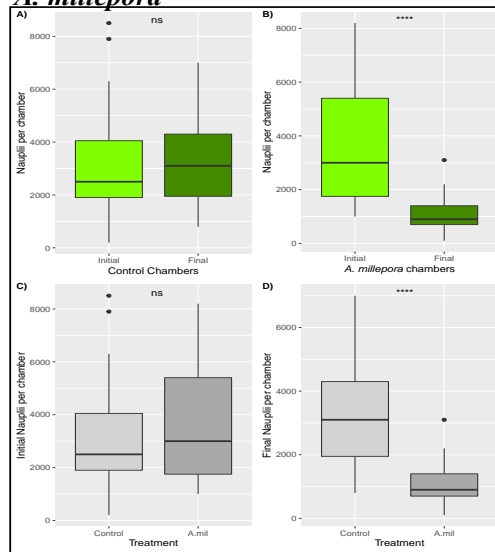 A. millepora
A)
ns
8000
6000
4000
2000
0
Nauplii per chamber
Initial
Final
Control Chambers
B)
****
8000
6000
4000
2000
0
Nauplii per chamber
Initial
Final
A. millepora chambers
C)
ns
8000
6000
4000
2000
0
Initial Nauplii per chamber
Control
A.mil
Treatment
D)
****
6000
4000
2000
0
Final Nauplii per chamber
Control
A.mil
Treatment